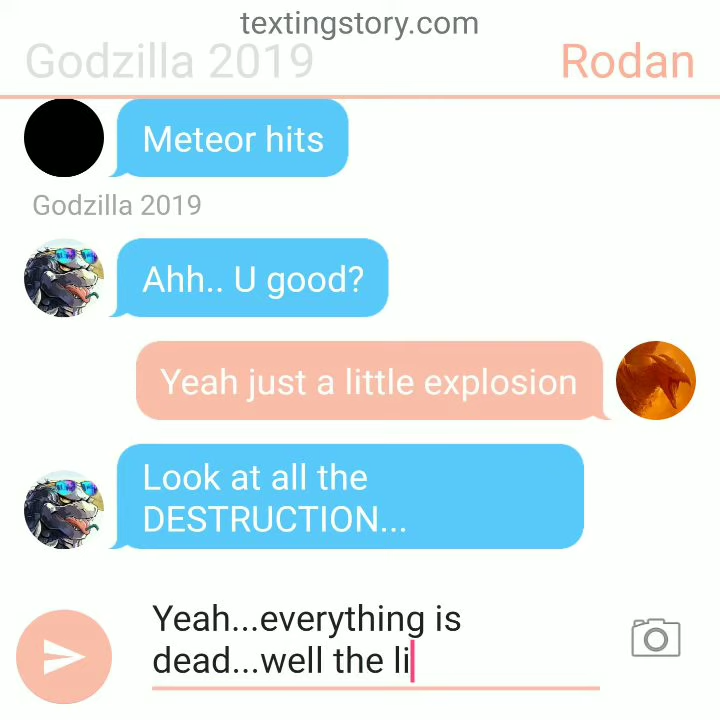 textingstory.com
Godzilla 2019
Rodan
Meteor hits
Godzilla 2019
Ahh.. U good?
Yeah just a little explosion
Look at all the
DESTRUCTION...
Yeah...everything is
dead...well the li